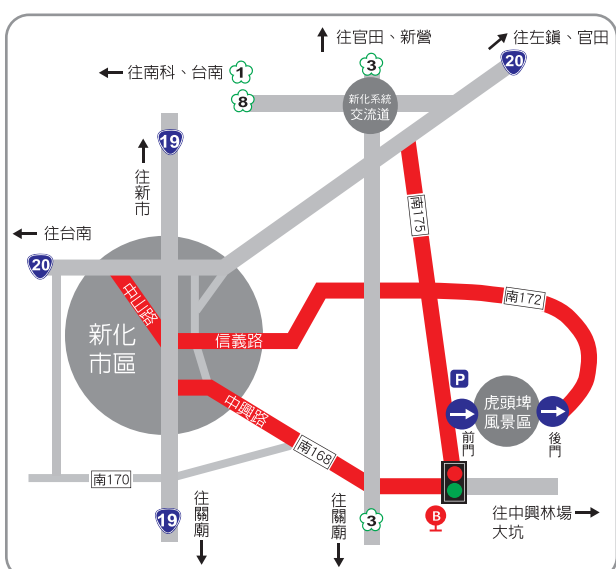 往官田、新營
往左鎮、官田
往南科、台南
1
3
20
8
新化系統
交流道
19
往新市
南175
往台南
20
中山路
南172
新化
市區
信義路
P
虎頭埤
風景區
中興路
前門
後門
南168
南170
往關廟
往關廟
19
3
B
往中興林場
大坑